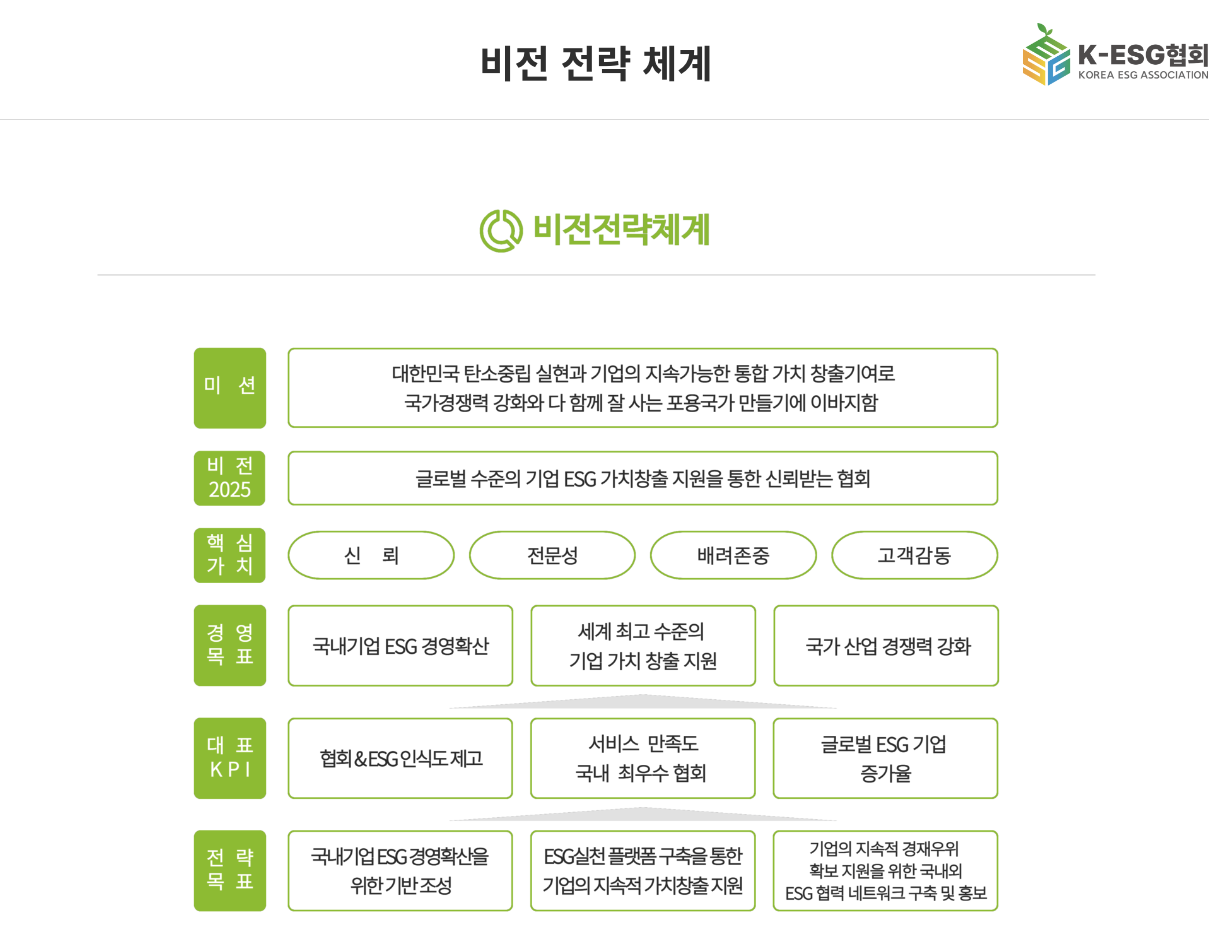 비전 전략 체계
K-ESG협회
KOREA ESG ASSOCIATION
비전전략체계
미 션
대한민국 탄소중립 실현과 기업의 지속가능한 통합 가치 창출기여로
국가경쟁력 강화와 다 함께 잘 사는 포용국가 만들기에 이바지함
비 전
2025
글로벌 수준의 기업 ESG 가치창출 지원을 통한 신뢰받는 협회
핵 심
가 치
신 뢰
전문성
배려존중
고객감동
경 영
목 표
국내기업 ESG 경영확산
세계 최고 수준의
기업 가치 창출 지원
국가 산업 경쟁력 강화
대 표
K P I
협회 & ESG 인식도 제고
서비스 만족도
국내 최우수 협회
글로벌 ESG 기업
증가율
전 략
목 표
국내기업 ESG 경영확산을
위한 기반 조성
ESG실천 플랫폼 구축을 통한
기업의 지속적 가치창출 지원
기업의 지속적 경재우위
확보 지원을 위한 국내외
ESG 협력 네트워크 구축 및 홍보